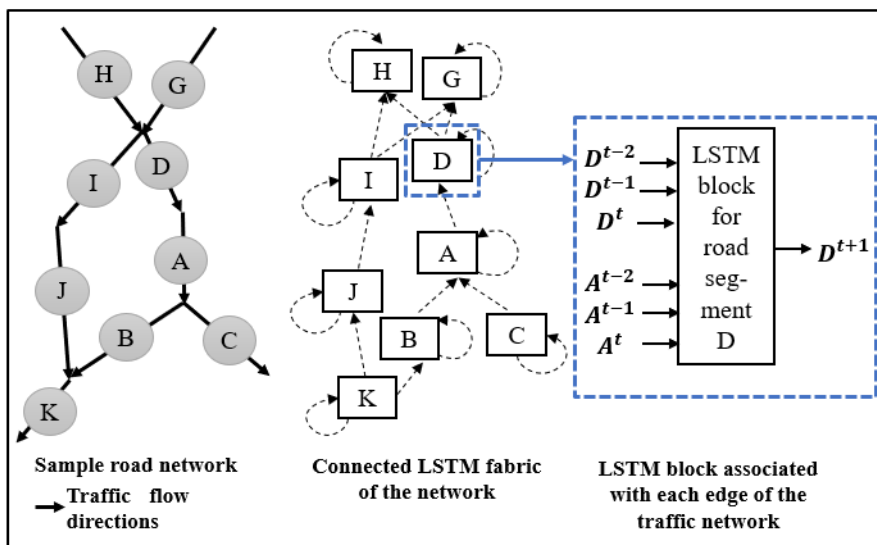 H
G
I
D
A
J
B
C
K
Sample road network
Traffic flow
directions
H
G
I
D
A
J
B
C
K
Connected LSTM fabric
of the network
D^{t-2}
D^{t-1}
D^{t}
A^{t-2}
A^{t-1}
A^{t}
LSTM
block
for
road
seg-
ment
D
D^{t+1}
LSTM block associated
with each edge of the
traffic network